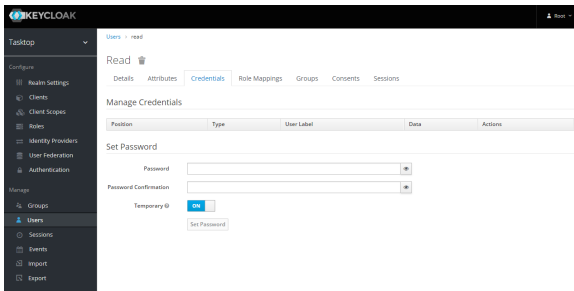 KEYCLOAK
Root
Tasktop
Users > read
Read
Details Attributes Credentials Role Mappings Groups Consents Sessions
Configure
Realm Settings
Clients
Client Scopes
Roles
Identity Providers
User Federation
Authentication
Manage
Groups
Users
Sessions
Events
Import
Export
Manage Credentials
Position Type User Label Data Actions
Set Password
Password
Password Confirmation
Temporary
ON
Set Password